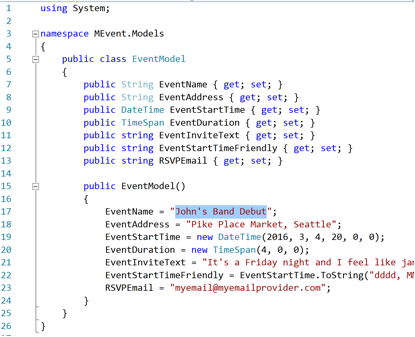 1 using System;
2
3 namespace MEvent.Models
4 {
5 public class EventModel
6 {
7 public String EventName { get; set; }
8 public String EventAddress { get; set; }
9 public DateTime EventStartTime { get; set; }
10 public TimeSpan EventDuration { get; set; }
11 public string EventInviteText { get; set; }
12 public string EventStartTimeFriendly { get; set; }
13 public string RSVPEmail { get; set; }
14
15 public EventModel()
16 {
17 EventName = "John's Band Debut";
18 EventAddress = "Pike Place Market, Seattle";
19 EventStartTime = new DateTime(2016, 3, 4, 20, 0, 0);
20 EventDuration = new TimeSpan(4, 0, 0);
21 EventInviteText = "It's a Friday night and I feel like
22 EventStartTimeFriendly = EventStartTime.ToString("dddd,
23 RSVPEmail = "myemail@myemailprovider.com";
24 }
25 }
26 }